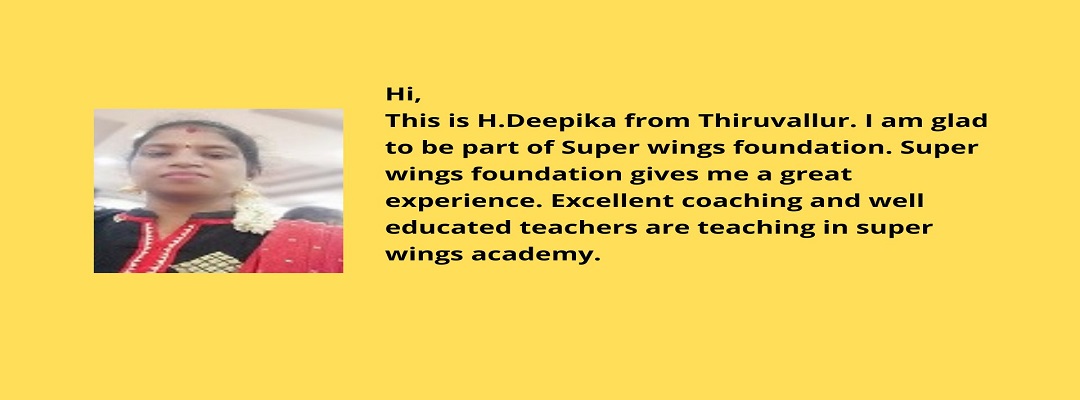 Hi,
This is H.Deepika from Thiruvallur. I am glad
to be part of Super wings foundation. Super
wings foundation gives me a great
experience. Excellent coaching and well
educated teachers are teaching in super
wings academy.